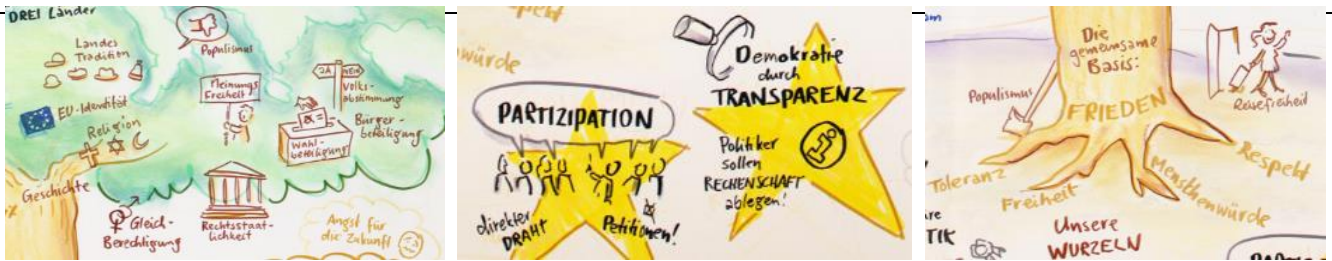 DREI Länder
Landes
Tradition
Populismus
EU-Identität
Religion
Geschichte
Meinungs
Freiheit
JA NEIN
Volks-
abstimmung
Bürger-
beteiligung
Wahl-
beteiligung
Gleich-
Berechtigung
Rechtsstaat-
lichkeit
Angst für
die Zukunft
Respekt
würde
PARTIZIPATION
direkter
DRAHT
Petitionen!
Demokratie
durch
TRANSPARENZ
Politiker
sollen
RECHENSCHAFT
ablegen!
i
Die
gemeinsame
Basis:
FRIEDEN
Populismus
Reisefreiheit
Toleranz
Freiheit
Menschenwürde
Respekt
Unsere
WURZELN
TIK